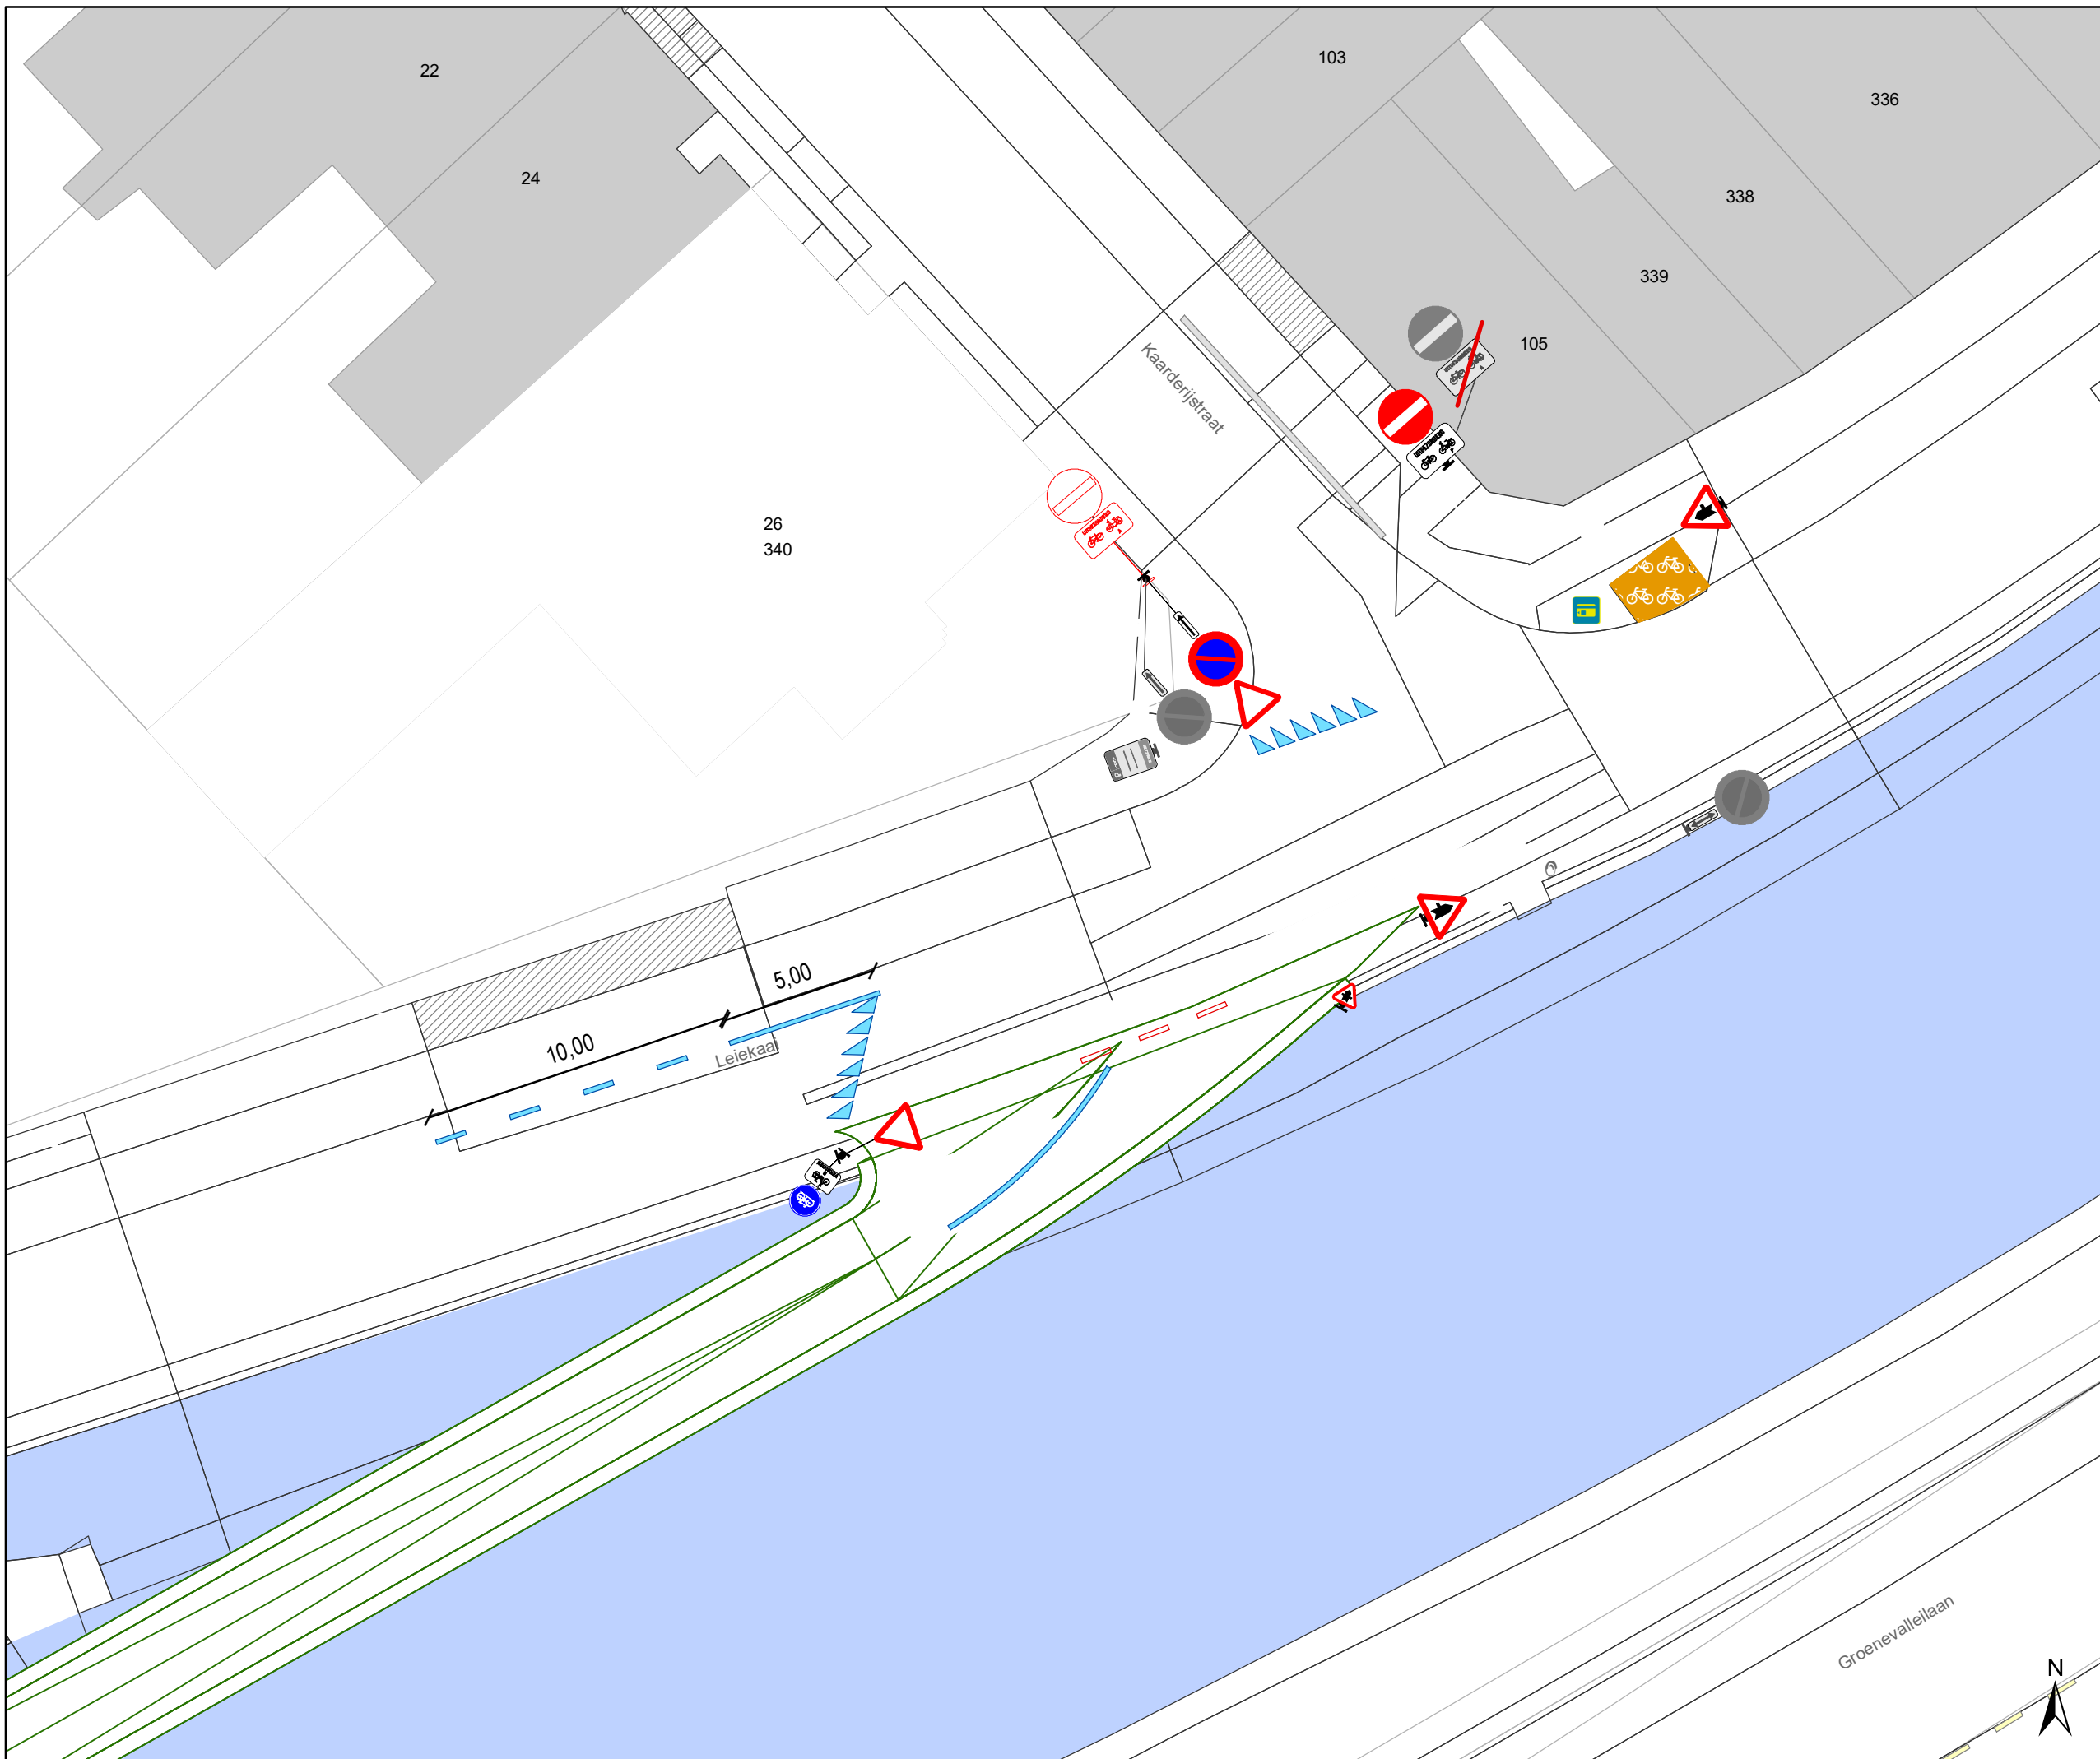 22
103
336
24
338
339
105
Kaarderijstraat
26
340
5,00
10,00
Leiekaai
Groenevalleilaan
N